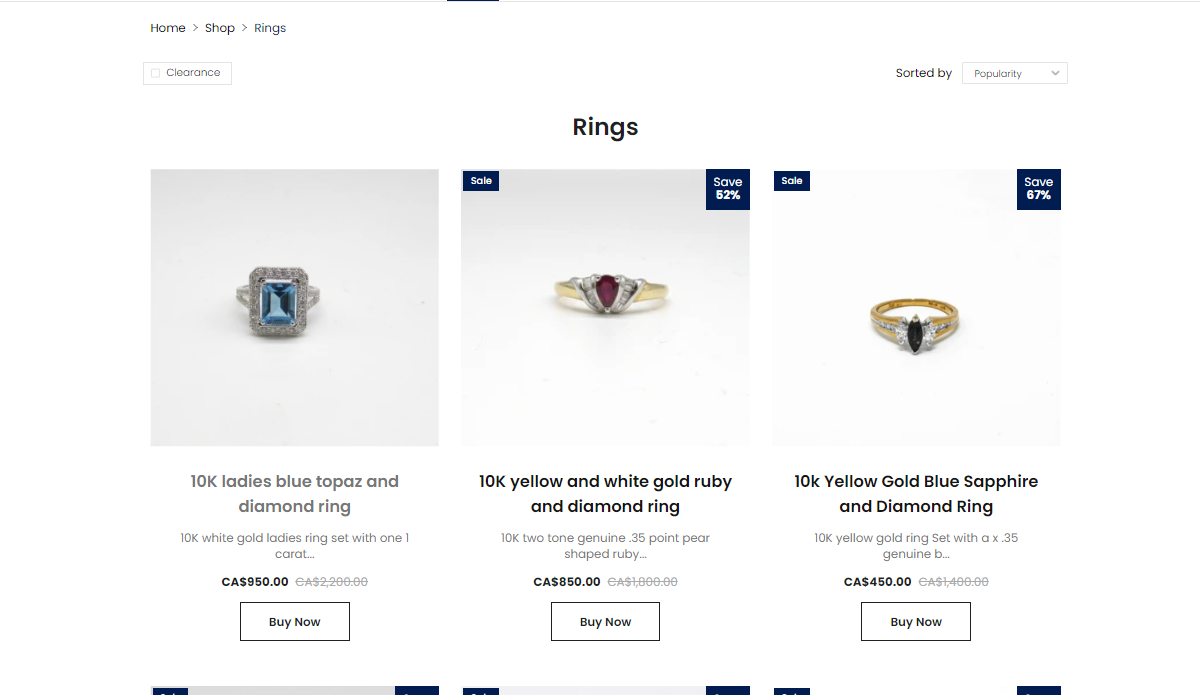 Home > Shop > Rings
Clearance
Sorted by
Popularity
Rings
Sale
Save
52%
Sale
Save
67%
10K ladies blue topaz and
diamond ring
10K white gold ladies ring set with one 1
carat...
CA$950.00 CA$2,200.00
Buy Now
10K yellow and white gold ruby
and diamond ring
10K two tone genuine .35 point pear
shaped ruby...
CA$850.00 CA$1,800.00
Buy Now
10k Yellow Gold Blue Sapphire
and Diamond Ring
10K yellow gold ring Set with a x .35
genuine b...
CA$450.00 CA$1,400.00
Buy Now